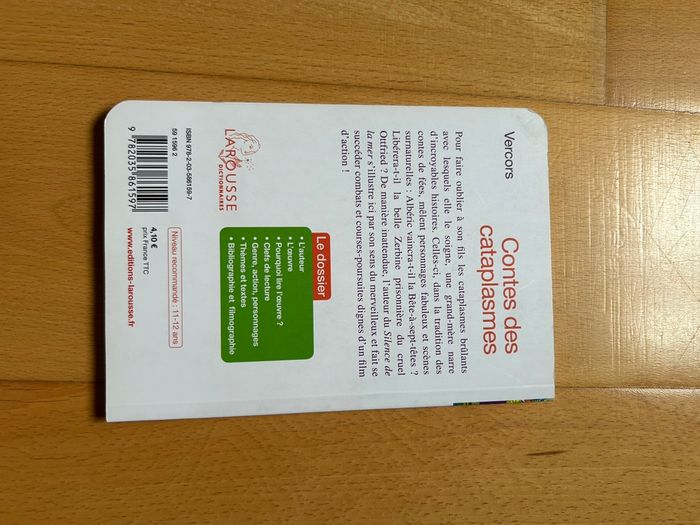 Vercors
Contes des
cataplasmes
Pour faire oublier à son fils les cataplasmes brûlants
avec lesquels elle le soigne, une grand-mère narre
d'incroyables histoires. Celles-ci, dans la tradition des
contes de fées, mêlent personnages fabuleux et scènes
surnaturelles : Albéric vaincra-t-il la Bête-à-sept-têtes ?
Libérera-t-il la belle Zerbine prisonnière du cruel
Outfried ? De manière inattendue, l'auteur du Silence de
la mer s'illustre ici par son sens du merveilleux et fait se
succéder combats et courses-poursuites dignes d'un film
d'action !
Le dossier
• L'auteur
• L'œuvre
• Pourquoi lire l'œuvre ?
• Clefs de lecture
• Genre, action, personnages
• Thèmes et textes
• Bibliographie et filmographie
LAROUSSE
DICTIONNAIRES
ISBN 978-2-03-586159-7
59 1596 2
9 782035 861597
4,10 €
prix France TTC
Niveau recommandé : 11-12 ans
www.editions-larousse.fr